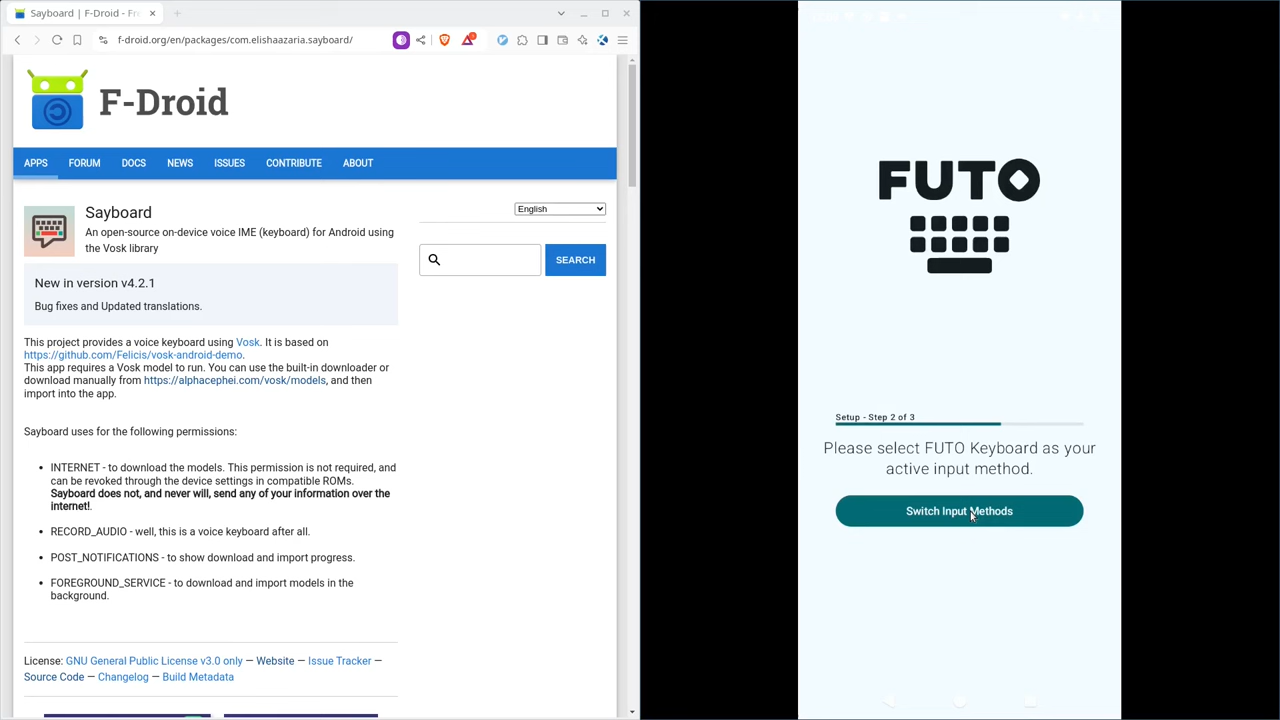 Sayboard | F-Droid - Fr
f-droid.org/en/packages/com.elishaazaria.sayboard/
F-Droid
APPS FORUM DOCS NEWS ISSUES CONTRIBUTE ABOUT
Sayboard
An open-source on-device voice IME (keyboard) for Android using
the Vosk library
New in version v4.2.1
Bug fixes and Updated translations.
This project provides a voice keyboard using Vosk. It is based on
https://github.com/Felicis/vosk-android-demo.
This app requires a Vosk model to run. You can use the built-in downloader or
download manually from https://alphacephei.com/vosk/models, and then
import into the app.
Sayboard uses for the following permissions:
• INTERNET - to download the models. This permission is not required, and
can be revoked through the device settings in compatible ROMs.
Sayboard does not, and never will, send any of your information over the
internet!.
• RECORD_AUDIO - well, this is a voice keyboard after all.
• POST_NOTIFICATIONS - to show download and import progress.
• FOREGROUND_SERVICE - to download and import models in the
background.
License: GNU General Public License v3.0 only — Website — Issue Tracker —
Source Code — Changelog — Build Metadata
English
SEARCH
FUTO
Setup - Step 2 of 3
Please select FUTO Keyboard as your
active input method.
Switch Input Methods